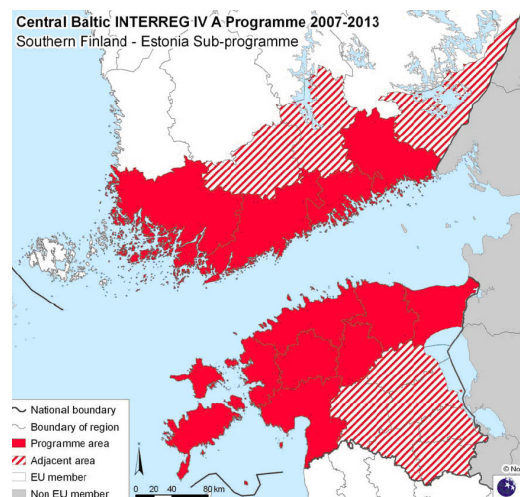 Central Baltic INTERREG IV A Programme 2007-2013
Southern Finland - Estonia Sub-programme
National boundary
Boundary of region
Programme area
Adjacent area
EU member
Non EU member
0 20 40 80 km